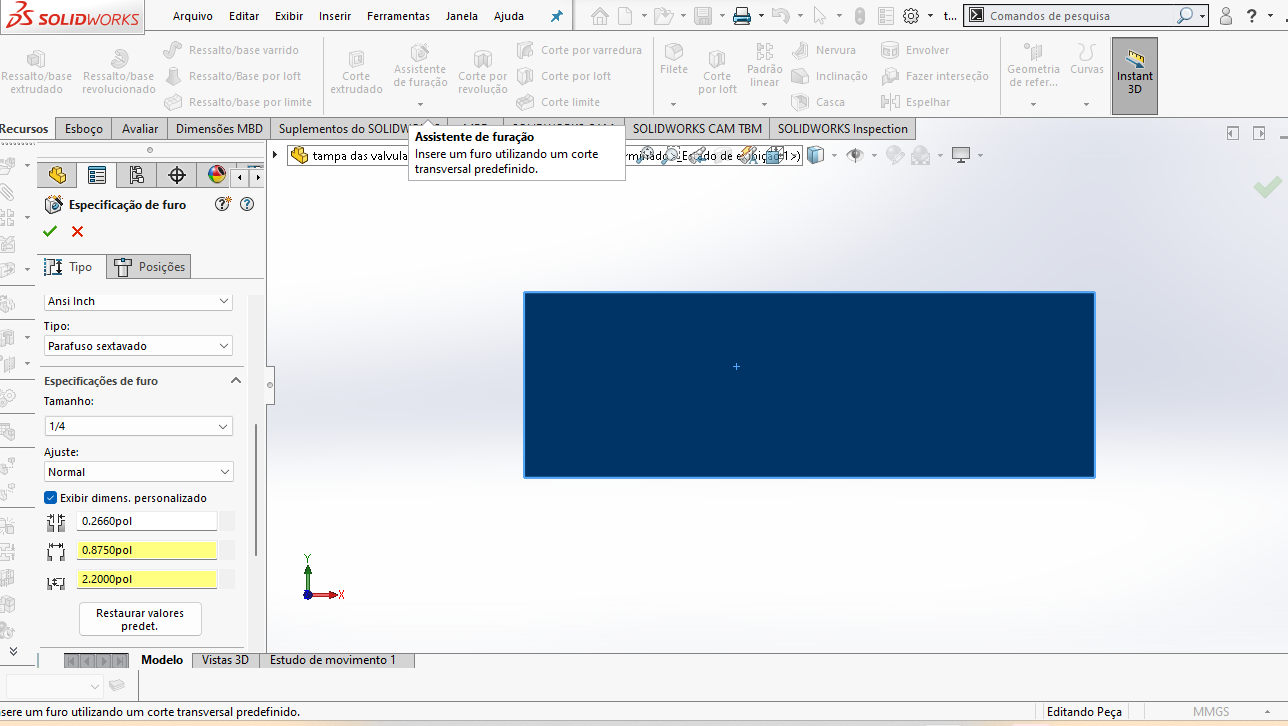 SOLIDWORKS
Arquivo Editar Exibir Inserir Ferramentas Janela Ajuda
t...
Comandos de pesquisa
?
Ressalto/base extrudado
Ressalto/base revolucionado
Ressalto/base varrido
Ressalto/Base por loft
Ressalto/base por limite
Corte extrudado
Assistente de furação
Corte por revolução
Corte por varredura
Corte por loft
Corte limite
Filete
Corte por loft
Padrão linear
Nervura
Inclinação
Casca
Envolver
Fazer interseção
Espelhar
Geometria de refer...
Curvas
Instant 3D
Recursos Esboço Avaliar Dimensões MBD Suplementos do SOLIDW SOLIDWORKS CAM TBM SOLIDWORKS Inspection
Assistente de furação
Insere um furo utilizando um corte
transversal predefinido.
tampa das valvula
Estado de exibição 1>)
Especificação de furo
Tipo Posições
Ansi Inch
Tipo:
Parafuso sextavado
Especificações de furo
Tamanho:
1/4
Ajuste:
Normal
Exibir dimens. personalizado
0.2660pol
0.8750pol
2.2000pol
Restaurar valores
predet.
Y
X
Modelo Vistas 3D Estudo de movimento 1
sere um furo utilizando um corte transversal predefinido.
Editando Peça
MMGS